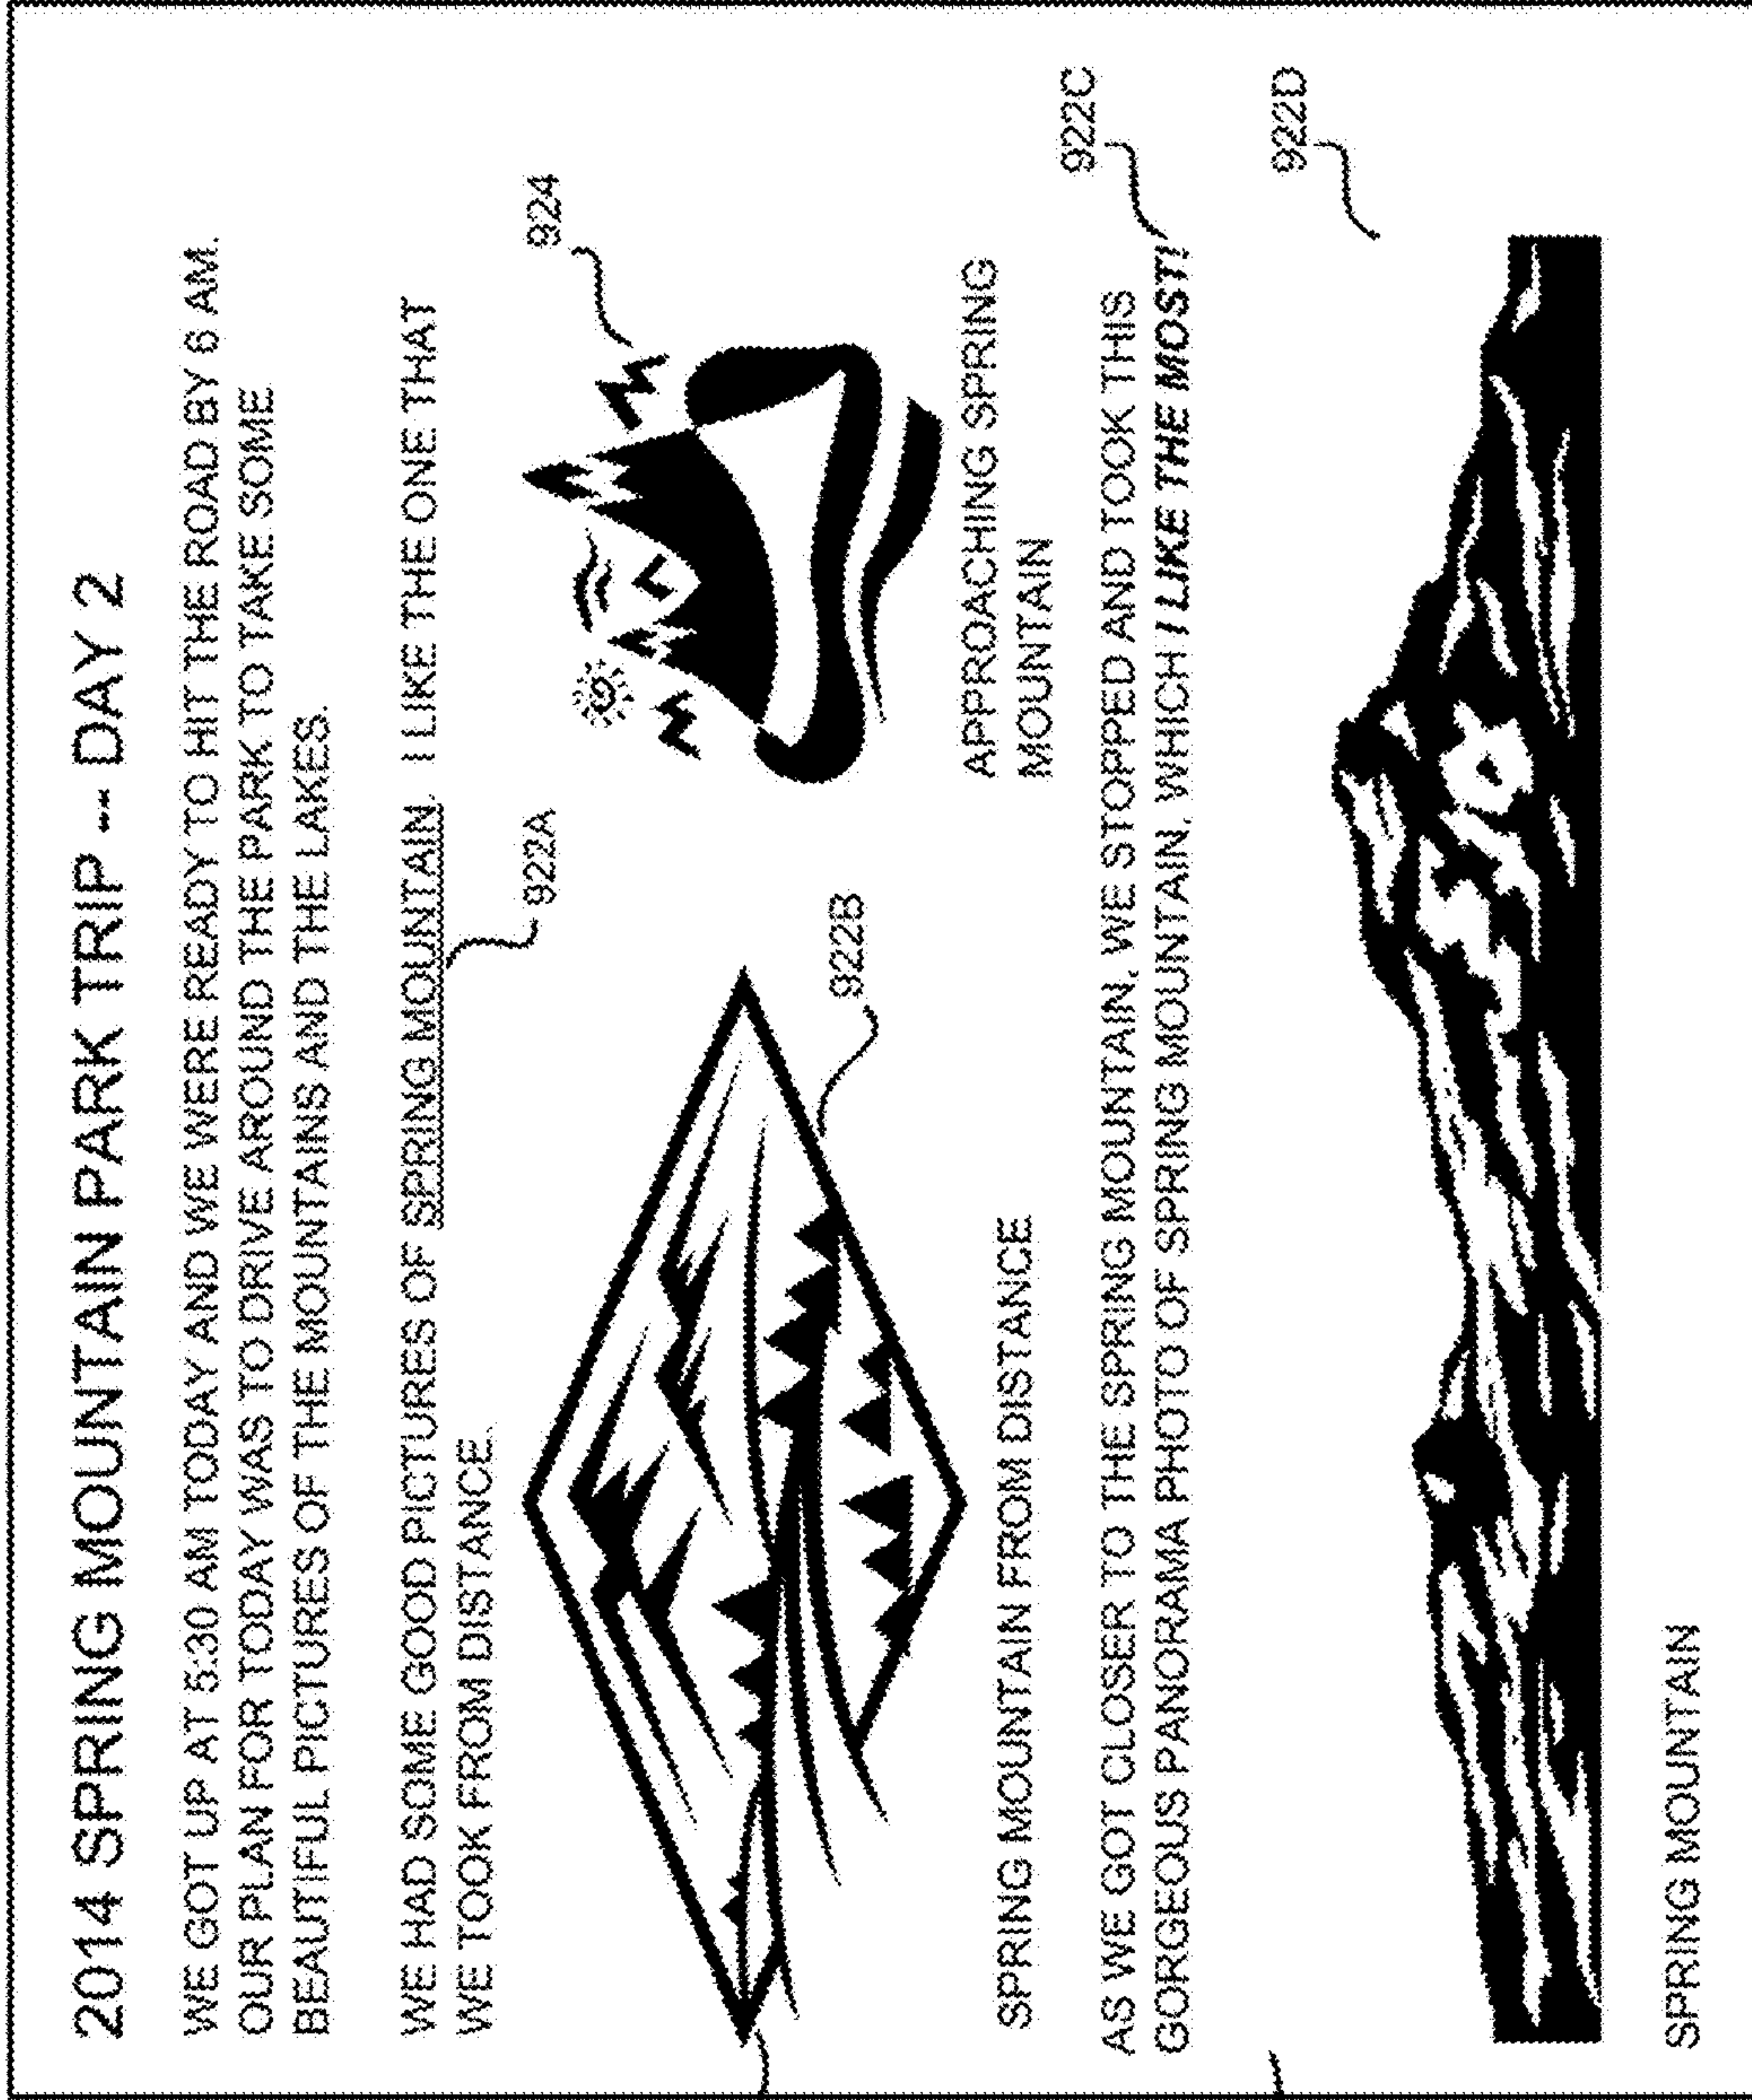 2014 SPRING MOUNTAIN PARK TRIP -- DAY 2
WE GOT UP AT 5:30 AM TODAY AND WE WERE READY TO HIT THE ROAD BY 6 AM.
OUR PLAN FOR TODAY WAS TO DRIVE AROUND THE PARK TO TAKE SOME
BEAUTIFUL PICTURES OF THE MOUNTAINS AND THE LAKES.
WE HAD SOME GOOD PICTURES OF SPRING MOUNTAIN. I LIKE THE ONE THAT
WE TOOK FROM DISTANCE.
922A
924
922B
SPRING MOUNTAIN FROM DISTANCE
APPROACHING SPRING
MOUNTAIN
922C
AS WE GOT CLOSER TO THE SPRING MOUNTAIN, WE STOPPED AND TOOK THIS
GORGEOUS PANORAMA PHOTO OF SPRING MOUNTAIN, WHICH I LIKE THE MOST!
922D
SPRING MOUNTAIN